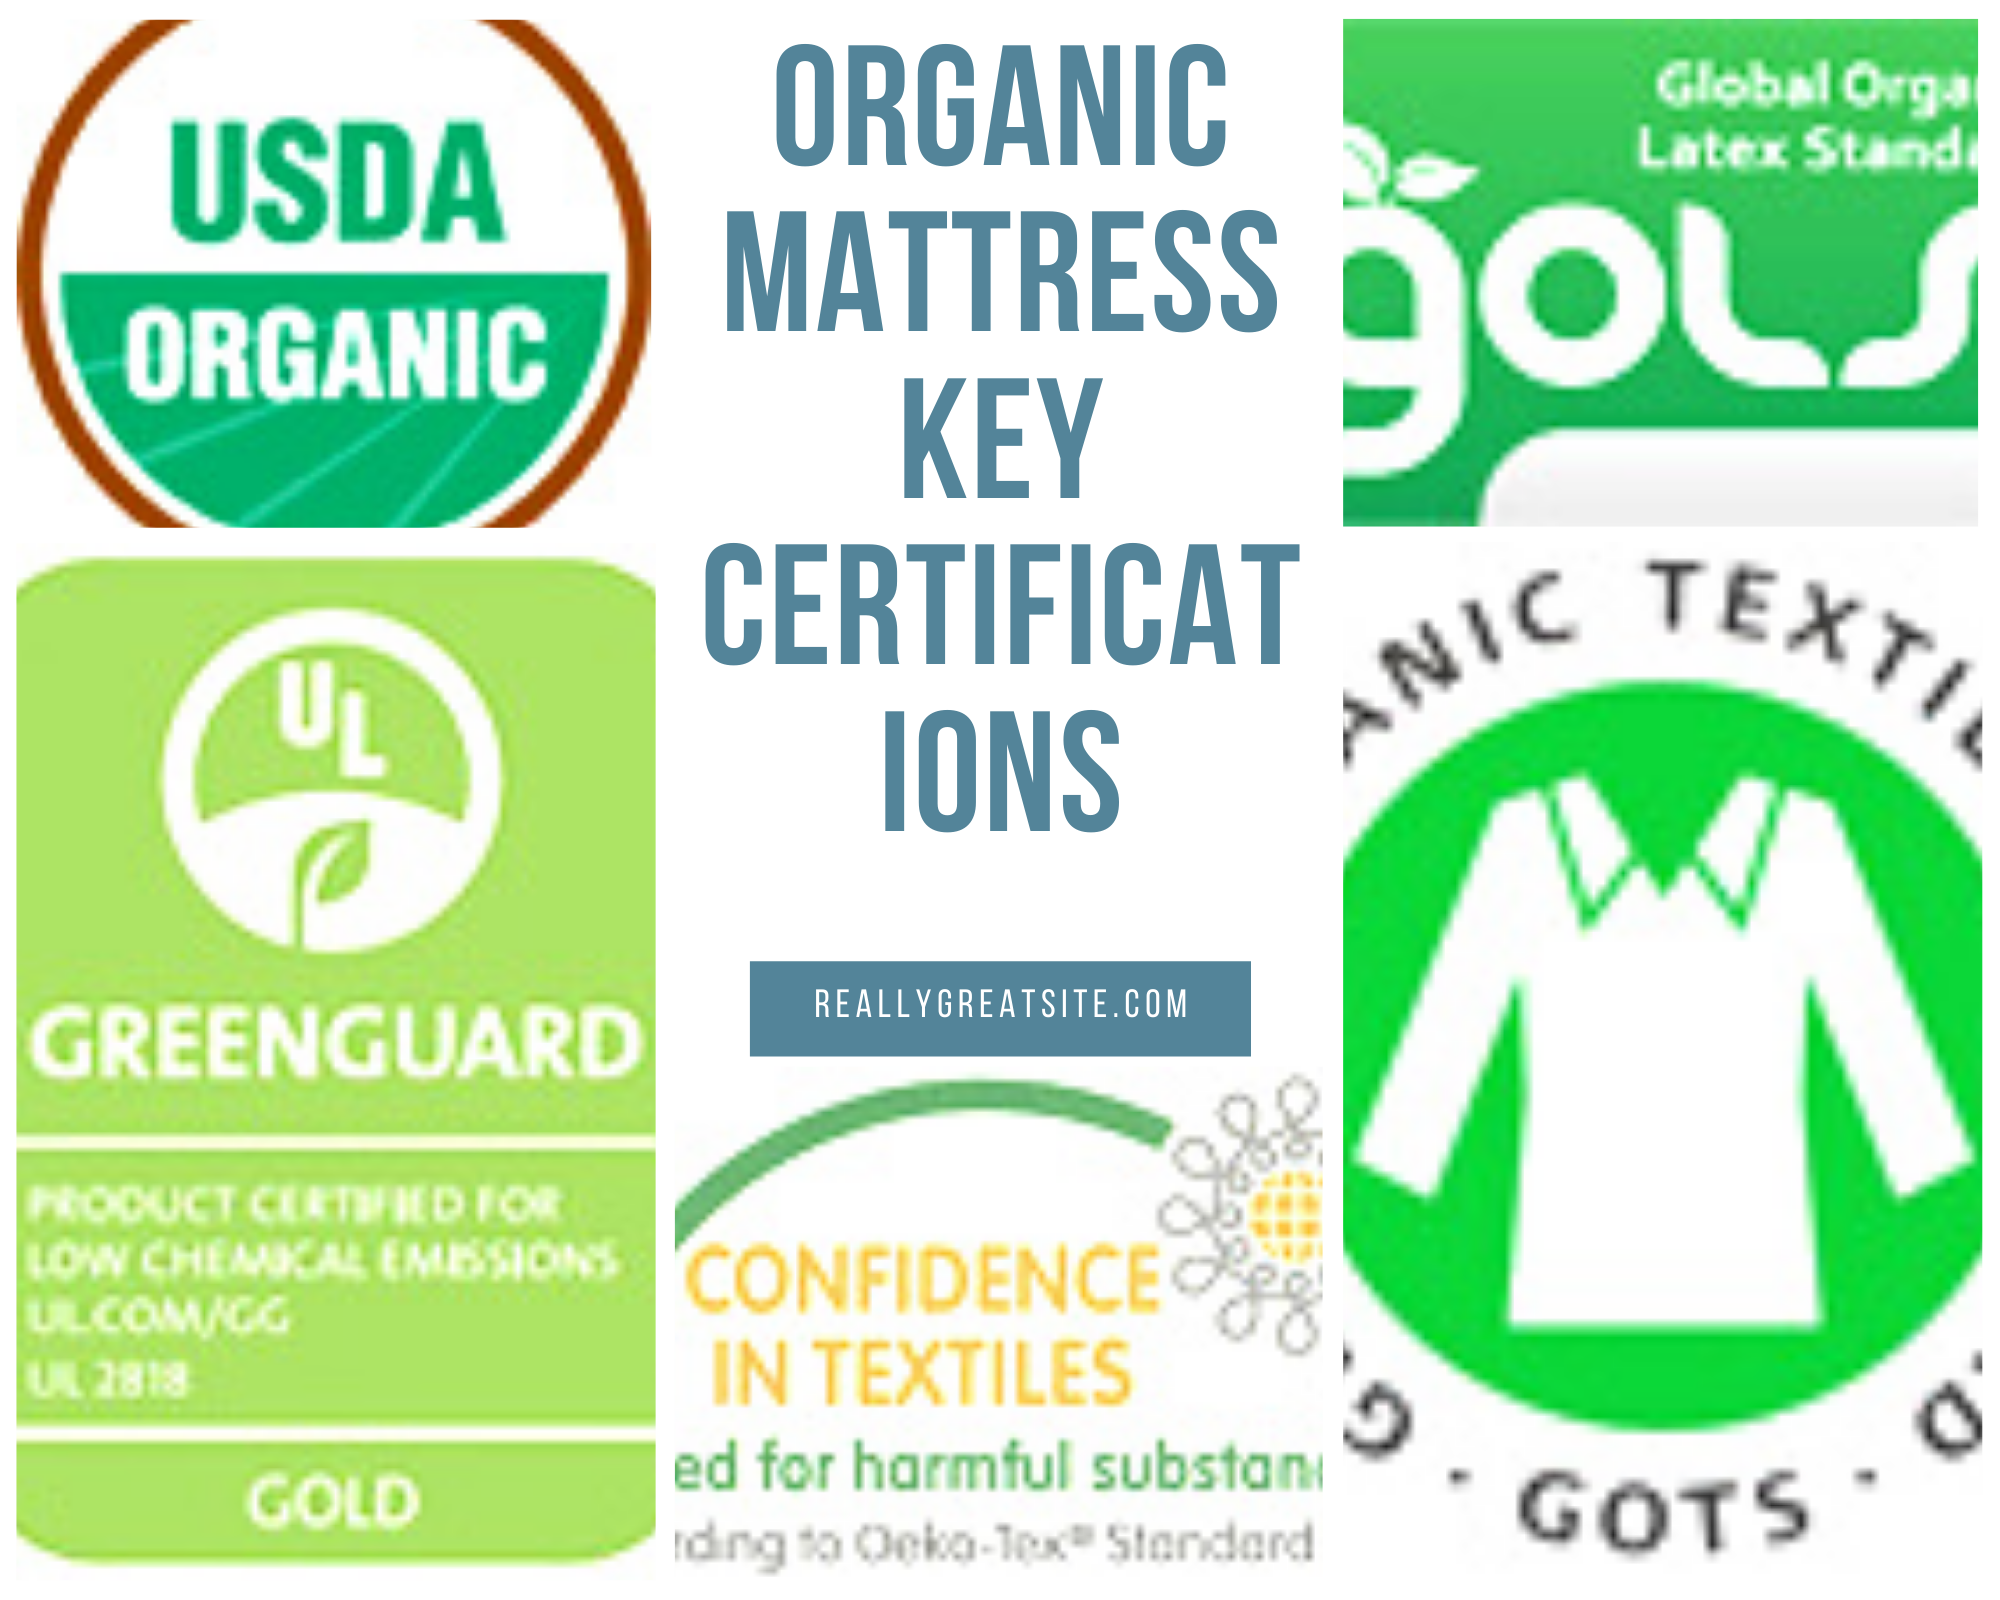 USDA
ORGANIC
ORGANIC
MATTRESS
KEY
CERTIFICAT
IONS
Global Orga
Latex Standa
gols
UL
GREENGUARD
PRODUCT CERTIFIED FOR
LOW CHEMICAL EMISSIONS
UL.COM/GG
UL 2818
GOLD
REALLYGREATSITE.COM
CONFIDENCE
IN TEXTILES
ed for harmful substan
rding to Oeko-Tex® Standard
ANIC TEXTIL
G
· GOTS ·